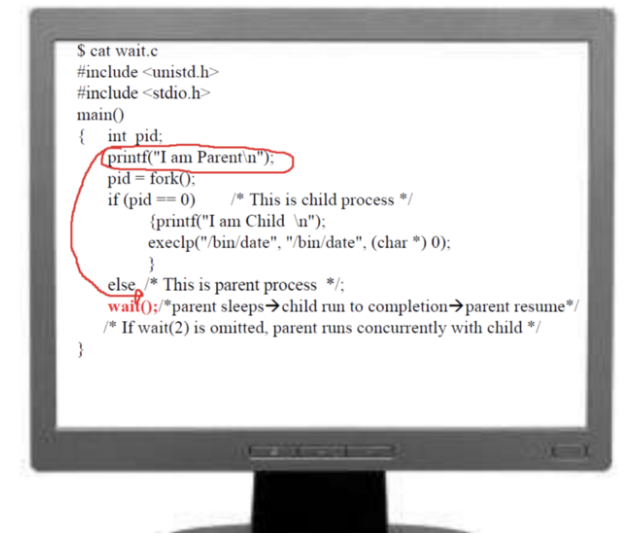 $ cat wait.c
#include <unistd.h>
#include <stdio.h>
main()
{ int pid;
printf("I am Parent\n");
pid = fork();
if (pid == 0) /* This is child process */
{printf("I am Child \n");
execlp("/bin/date", "/bin/date", (char *) 0);
}
else /* This is parent process */;
wait();/*parent sleeps→child run to completion→parent resume*/
/* If wait(2) is omitted, parent runs concurrently with child */
}